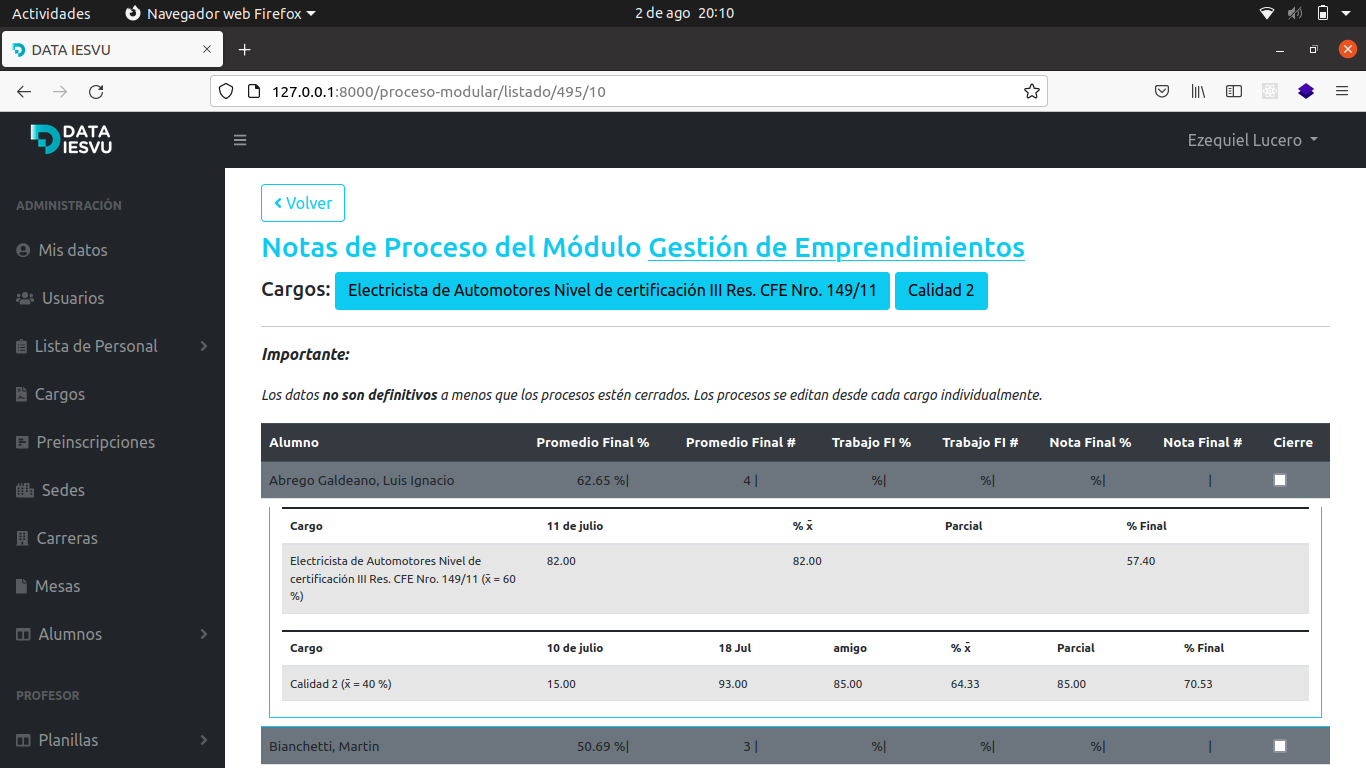 Actividades Navegador web Firefox 2 de ago 20:10
DATA IESVU
127.0.0.1:8000/proceso-modular/listado/495/10
DATA
IESVU
Ezequiel Lucero
ADMINISTRACIÓN
Mis datos
Usuarios
Lista de Personal
Cargos
Preinscripciones
Sedes
Carreras
Mesas
Alumnos
PROFESOR
Planillas
Volver
Notas de Proceso del Módulo Gestión de Emprendimientos
Cargos: Electricista de Automotores Nivel de certificación III Res. CFE Nro. 149/11 Calidad 2
Importante:
Los datos no son definitivos a menos que los procesos estén cerrados. Los procesos se editan desde cada cargo individualmente.
Alumno Promedio Final % Promedio Final # Trabajo FI % Trabajo FI # Nota Final % Nota Final # Cierre
Abrego Galdeano, Luis Ignacio 62.65 %| 4 | %| %| %| |
Cargo 11 de julio % x̄ Parcial % Final
Electricista de Automotores Nivel de 82.00 82.00 57.40
certificación III Res. CFE Nro. 149/11 (x̄ = 60
%)
Cargo 10 de julio 18 Jul amigo % x̄ Parcial % Final
Calidad 2 (x̄ = 40 %) 15.00 93.00 85.00 64.33 85.00 70.53
Bianchetti, Martin 50.69 %| 3 | %| %| %| |